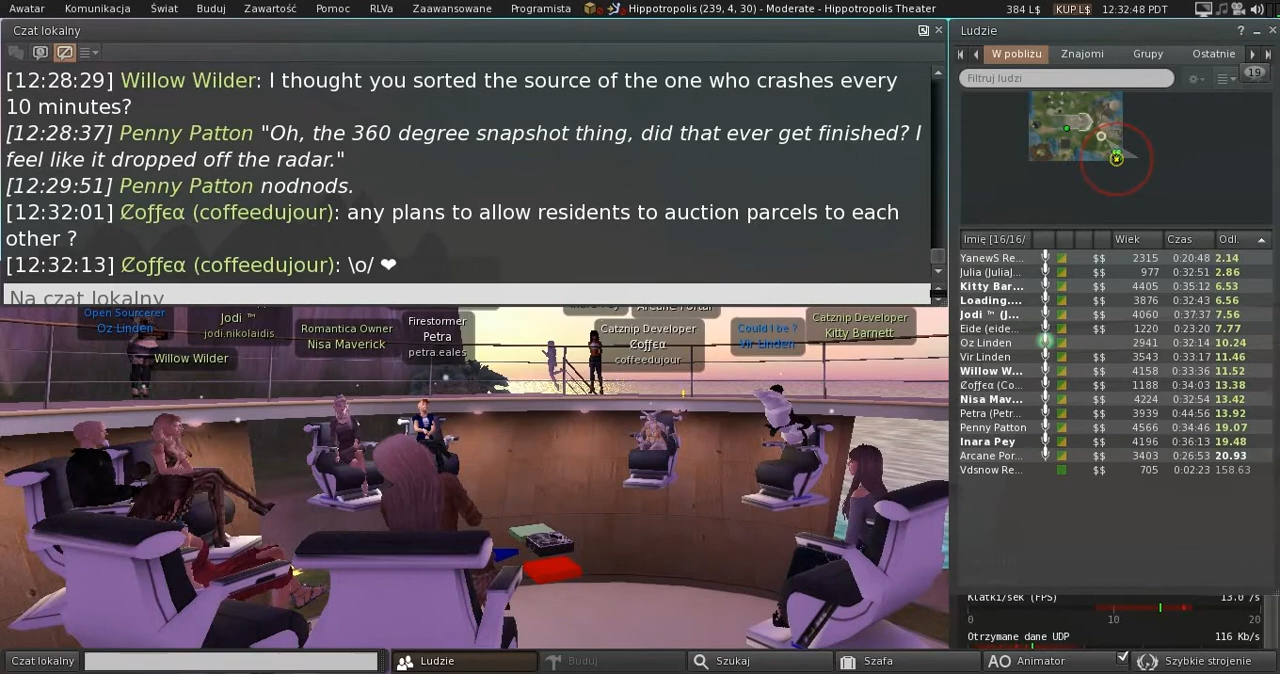 Awatar Komunikacja Świat Buduj Zawartość Pomoc RLVa Zaawansowane Programista Hippotropolis (239, 4, 30) - Moderate - Hippotropolis Theater 384 L$ KUP L$ 12:32:48 PDT
Czat lokalny
[12:28:29] Willow Wilder: I thought you sorted the source of the one who crashes every
10 minutes?
[12:28:37] Penny Patton "Oh, the 360 degree snapshot thing, did that ever get finished? I
feel like it dropped off the radar."
[12:29:51] Penny Patton nodnods.
[12:32:01] Ȼoƒƒєα (coffeedujour): any plans to allow residents to auction parcels to each
other ?
[12:32:13] Ȼoƒƒєα (coffeedujour): \o/ ❤
Na czat lokalny
Open Sourcerer
Oz Linden
Jodi ™
jodi.nikolaidis
Willow Wilder
Romantica Owner
Nisa Maverick
Firestormer
Petra
petra.eales
Catznip Developer
Ȼoƒƒєα
coffeedujour
Arcane Portal
Could I be ?
Vir Linden
Catznip Developer
Kitty Barnett
Ludzie
W pobliżu Znajomi Grupy Ostatnie
Filtruj ludzi
19
Imię [16/16/ Wiek Czas Odl.
YanewS Re... $$ 2315 0:20:48 2.14
Julia (JuliaJ... $$ 977 0:32:51 2.86
Kitty Bar... $$ 4405 0:35:12 6.53
Loading.... $$ 3876 0:32:43 6.56
Jodi ™ (J... $$ 4060 0:37:37 7.56
Eide (eide... $$ 1220 0:23:20 7.77
Oz Linden 2941 0:32:14 10.24
Vir Linden $$ 3543 0:33:17 11.46
Willow W... $$ 4158 0:33:36 11.52
Ȼoƒƒєα (Co... $$ 1188 0:34:03 13.38
Nisa Mav... $$ 4224 0:32:54 13.42
Petra (Petr... $$ 3939 0:44:56 13.92
Penny Patton $$ 4566 0:34:46 19.07
Inara Pey $$ 4196 0:36:13 19.48
Arcane Por... $$ 3403 0:26:53 20.93
Vdsnow Re... $$ 705 0:02:23 158.63
Klatki/sek (FPS) 13.0 /s
0 10 20
Otrzymane dane UDP 116 Kb/s
Czat lokalny Ludzie Buduj Szukaj Szafa AO Animator Szybkie strojenie